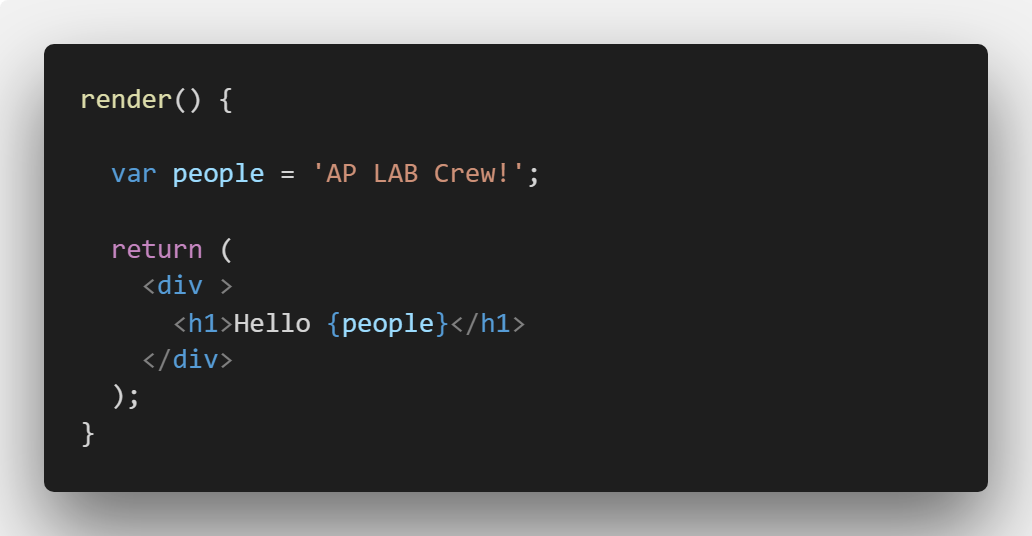 render() {
var people = 'AP LAB Crew!';
return (
<div >
<h1>Hello {people}</h1>
</div>
);
}